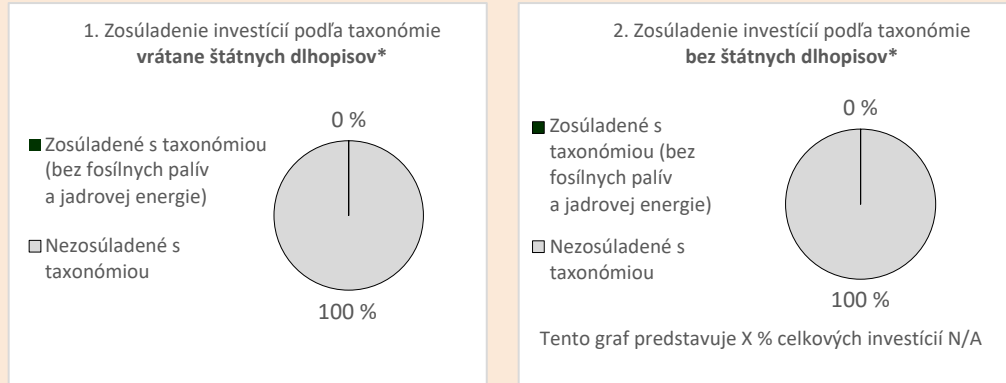 1. Zosúladenie investícií podľa taxonómie
vrátane štátnych dlhopisov*
0 %
Zosúladené s taxonómiou
(bez fosílnych palív
a jadrovej energie)
Nezosúladené s
taxonómiou
100 %
2. Zosúladenie investícií podľa taxonómie
bez štátnych dlhopisov*
0 %
Zosúladené s
taxonómiou (bez
fosílnych palív
a jadrovej energie)
Nezosúladené s
taxonómiou
100 %
Tento graf predstavuje X % celkových investícií N/A